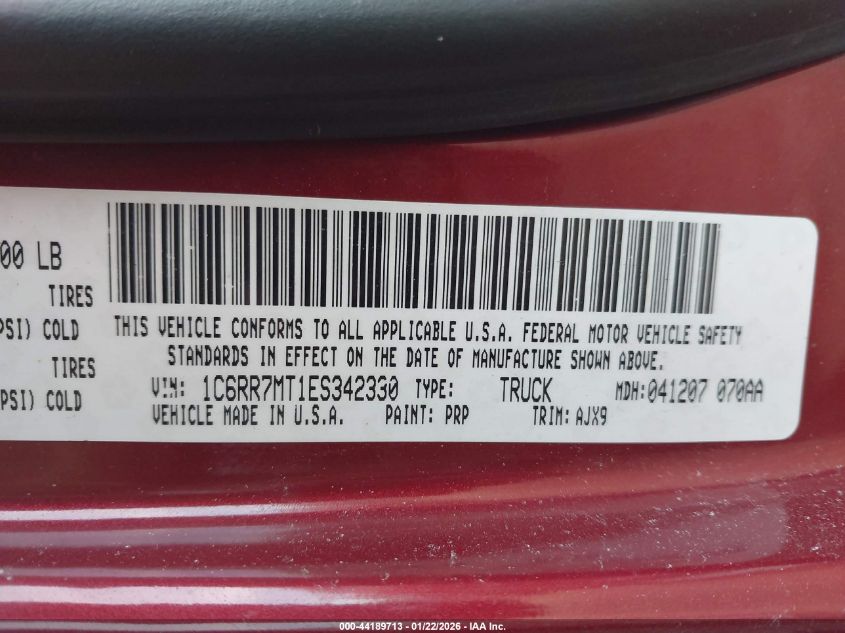 00 LB
TIRES
PSI) COLD
TIRES
PSI) COLD
THIS VEHICLE CONFORMS TO ALL APPLICABLE U.S.A. FEDERAL MOTOR VEHICLE SAFETY
STANDARDS IN EFFECT ON THE DATE OF MANUFACTURE SHOWN ABOVE.
VIN: 1C6RR7MT1ES342330 TYPE: TRUCK MDH:041207 070AA
VEHICLE MADE IN U.S.A. PAINT: PRP TRIM: AJX9
000-44189713 - 01/22/2026 - IAA Inc.